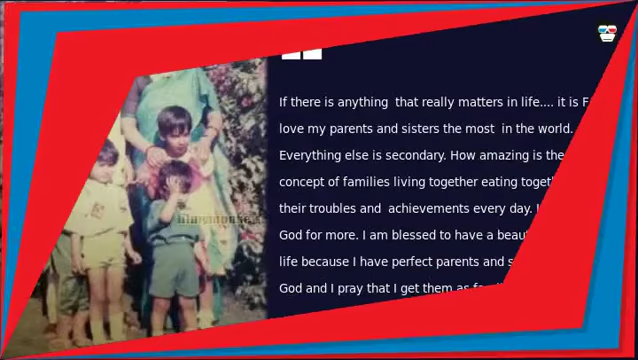 If there is anything that really matters in life.... it is
love my parents and sisters the most in the world.
Everything else is secondary. How amazing is the
concept of families living together eating
their troubles and achievements every day.
God for more. I am blessed to have a
life because I have perfect parents and
God and I pray that I get them as